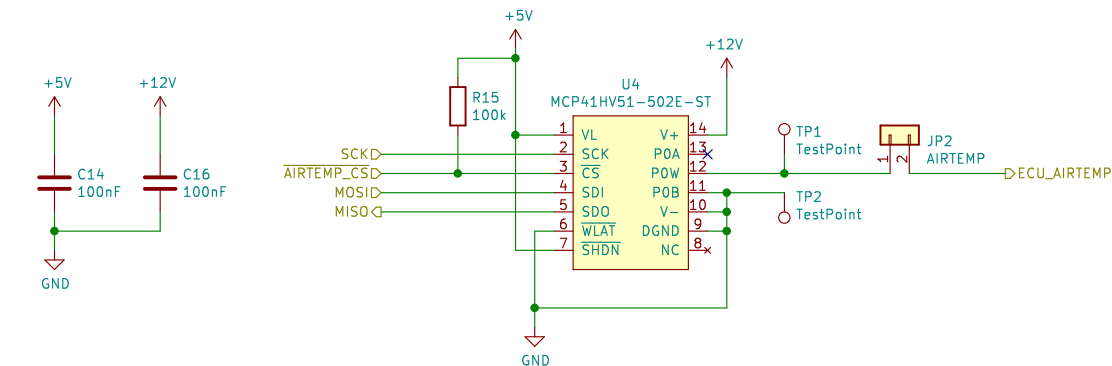 +5V
+12V
C14
100nF
C16
100nF
GND
+5V
R15
100k
SCK
AIRTEMP_CS
MOSI
MISO
U4
MCP41HV51-502E-ST
1 VL
2 SCK
3 CS
4 SDI
5 SDO
6 WLAT
7 SHDN
V+ 14
P0A 13
P0W 12
P0B 11
V- 10
DGND 9
NC 8
GND
+12V
TP1
TestPoint
TP2
TestPoint
JP2
AIRTEMP
1 2
ECU_AIRTEMP